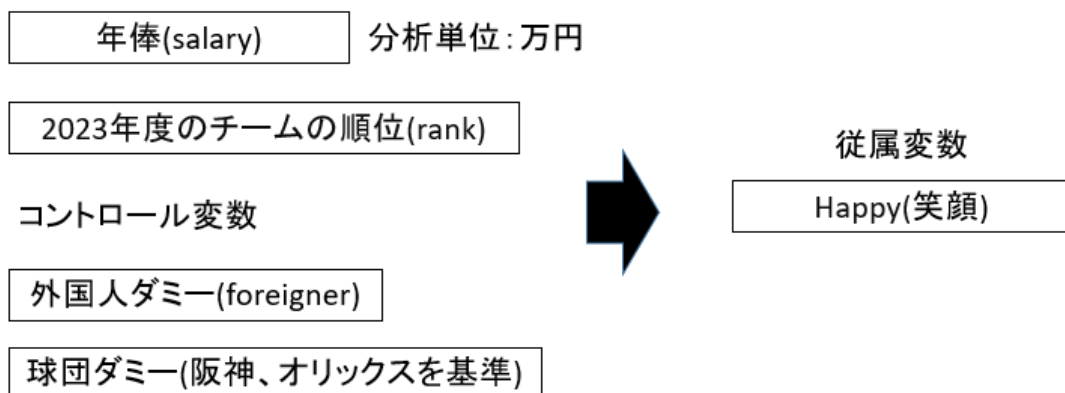 年俸(salary) 分析単位：万円
2023年度のチームの順位(rank)
コントロール変数
外国人ダミー(foreigner)
球団ダミー(阪神、オリックスを基準)
従属変数
Happy(笑顔)